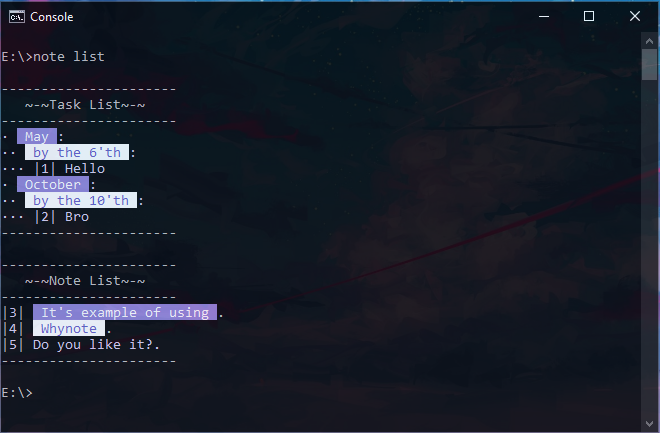 Console
E:\>note list
----------------------
~-~Task List~-~
----------------------
· May :
·· by the 6'th :
··· |1| Hello
· October :
·· by the 10'th :
··· |2| Bro
----------------------
----------------------
~-~Note List~-~
----------------------
|3| It's example of using .
|4| Whynote .
|5| Do you like it?.
----------------------
E:\>